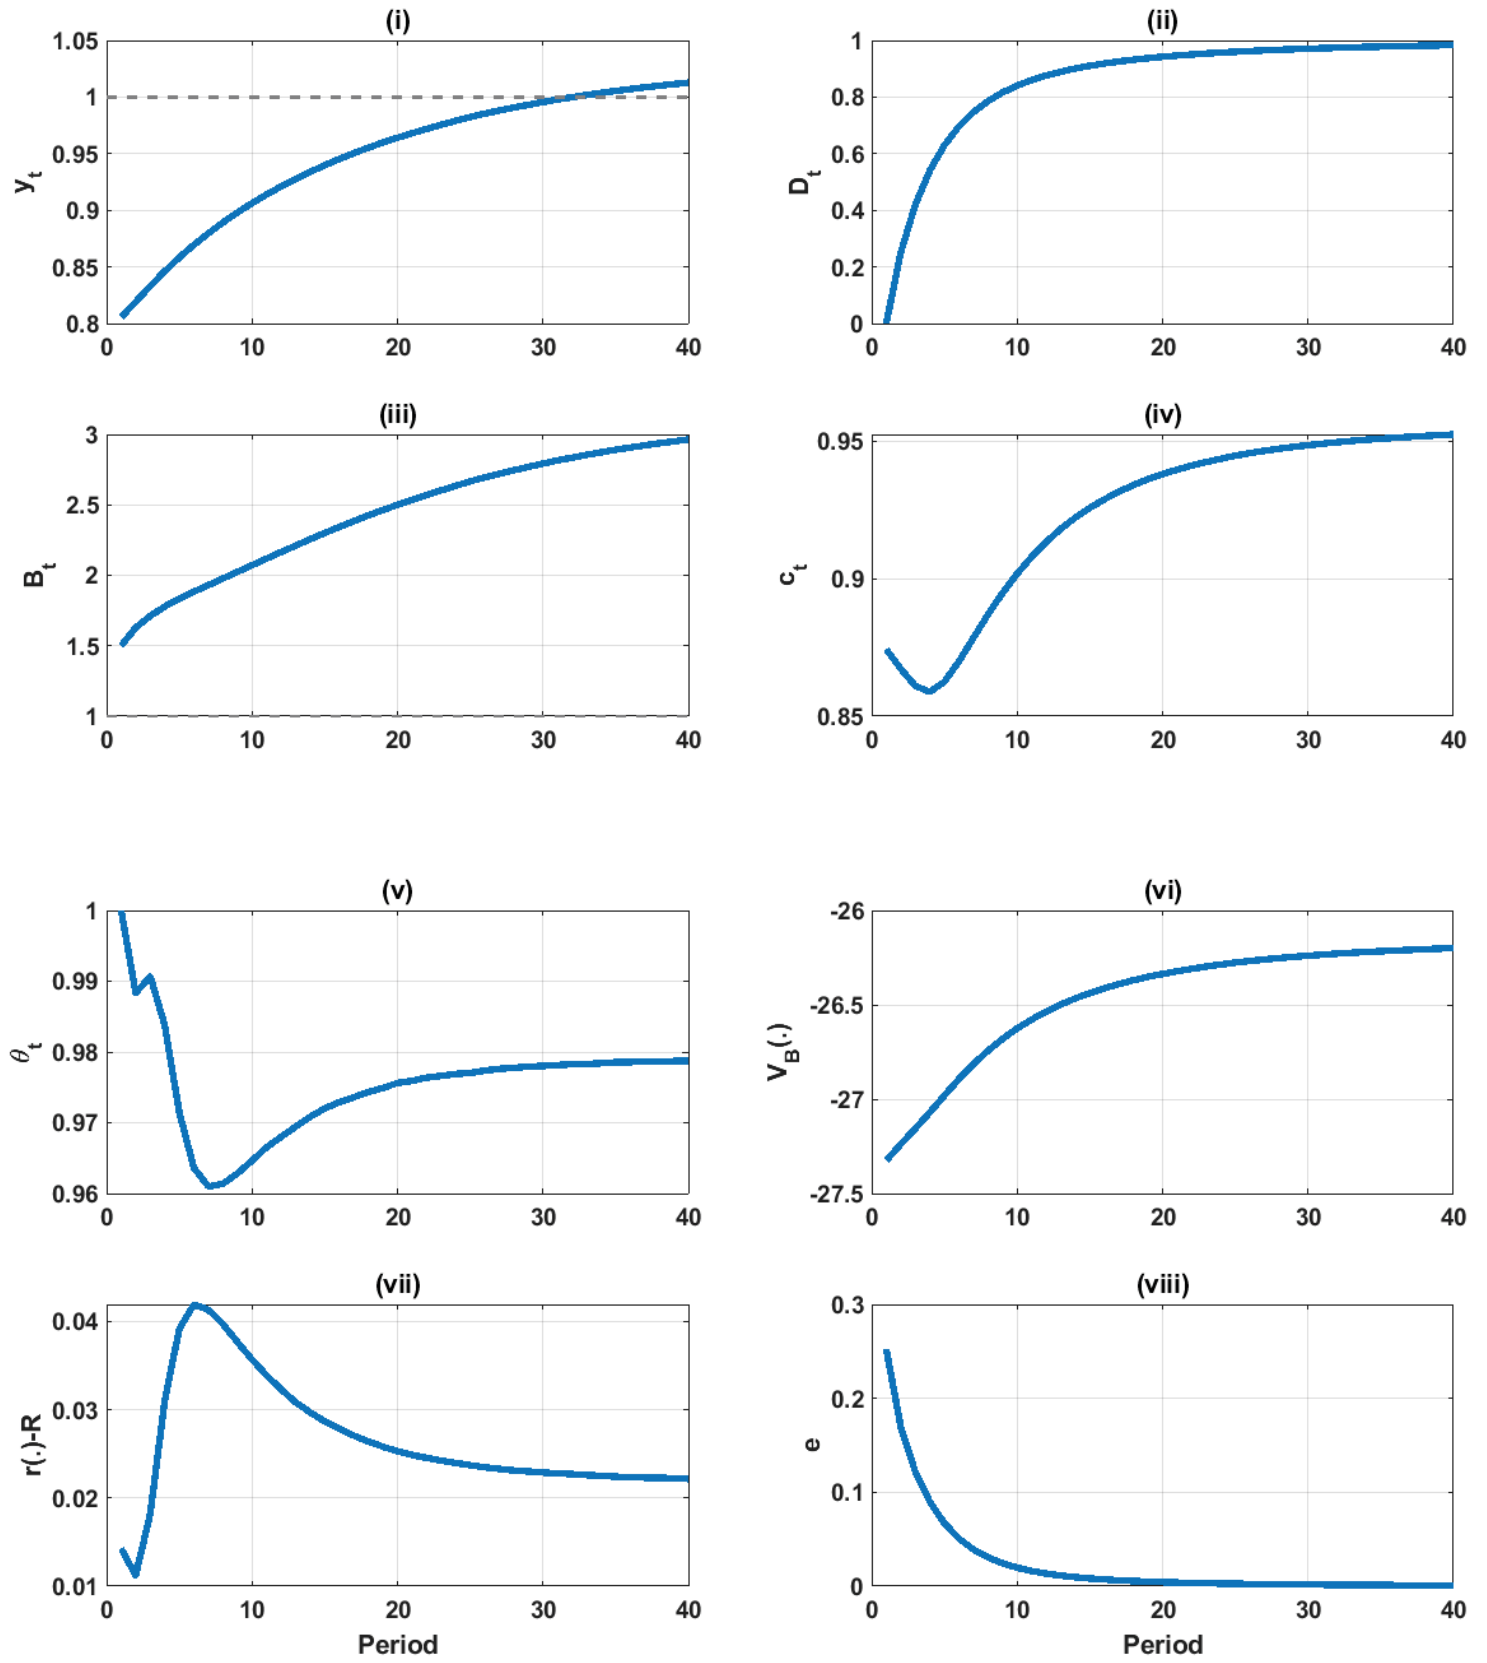 (i)
1.05
1
0.95
0.9
0.85
0.8
y_t
0 10 20 30 40
(ii)
1
0.8
0.6
0.4
0.2
0
D_t
0 10 20 30 40
(iii)
3
2.5
2
1.5
1
B_t
0 10 20 30 40
(iv)
0.95
0.9
0.85
c_t
0 10 20 30 40
(v)
1
0.99
0.98
0.97
0.96
θ_t
0 10 20 30 40
(vi)
-26
-26.5
-27
-27.5
V_B(.)
0 10 20 30 40
(vii)
0.04
0.03
0.02
0.01
r(.)-R
0 10 20 30 40
Period
(viii)
0.3
0.2
0.1
0
e
0 10 20 30 40
Period